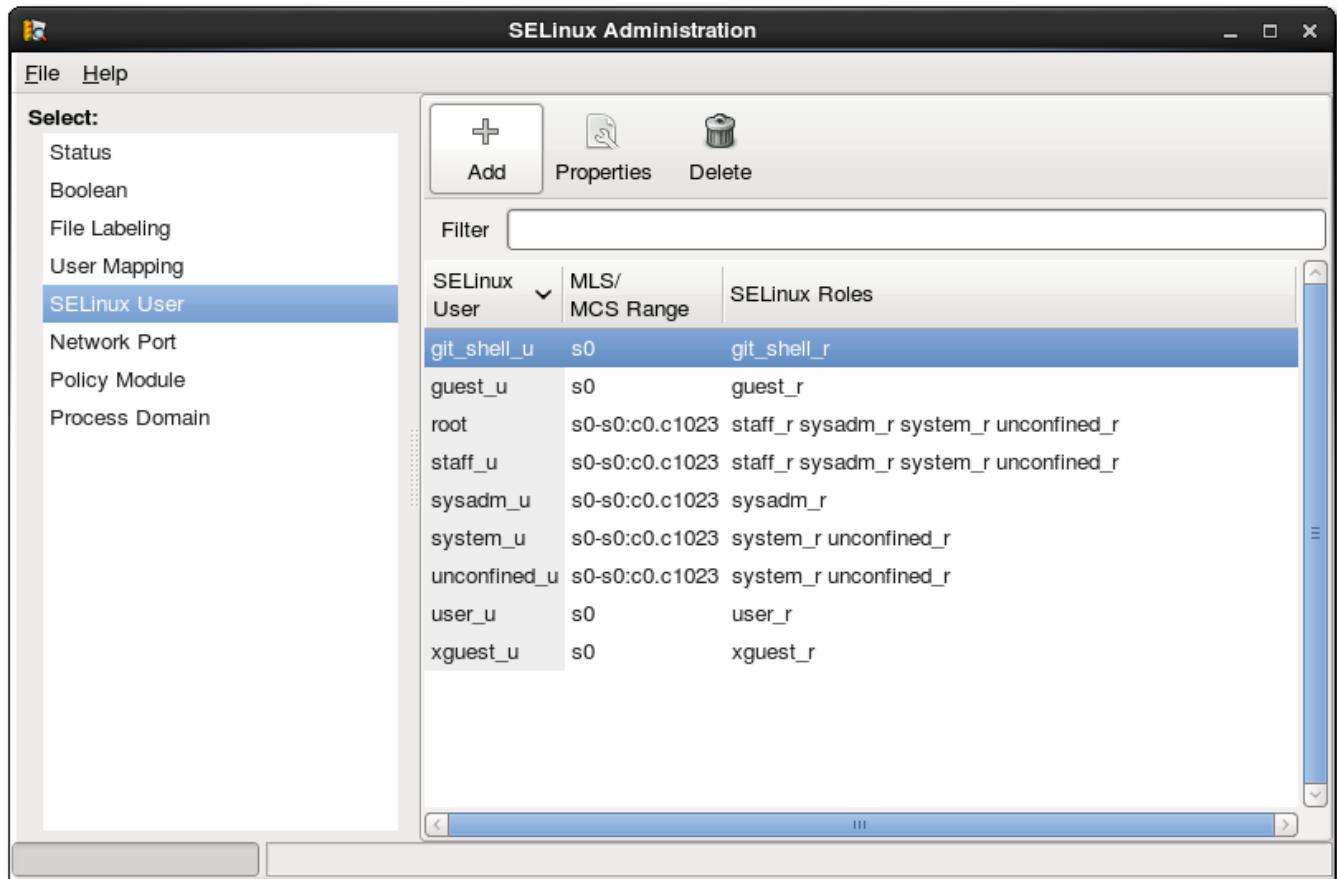 SELinux Administration
File Help
Select:
Status
Boolean
File Labeling
User Mapping
SELinux User
Network Port
Policy Module
Process Domain
Add Properties Delete
Filter
SELinux User MLS/ MCS Range SELinux Roles
git_shell_u s0 git_shell_r
guest_u s0 guest_r
root s0-s0:c0.c1023 staff_r sysadm_r system_r unconfined_r
staff_u s0-s0:c0.c1023 staff_r sysadm_r system_r unconfined_r
sysadm_u s0-s0:c0.c1023 sysadm_r
system_u s0-s0:c0.c1023 system_r unconfined_r
unconfined_u s0-s0:c0.c1023 system_r unconfined_r
user_u s0 user_r
xguest_u s0 xguest_r